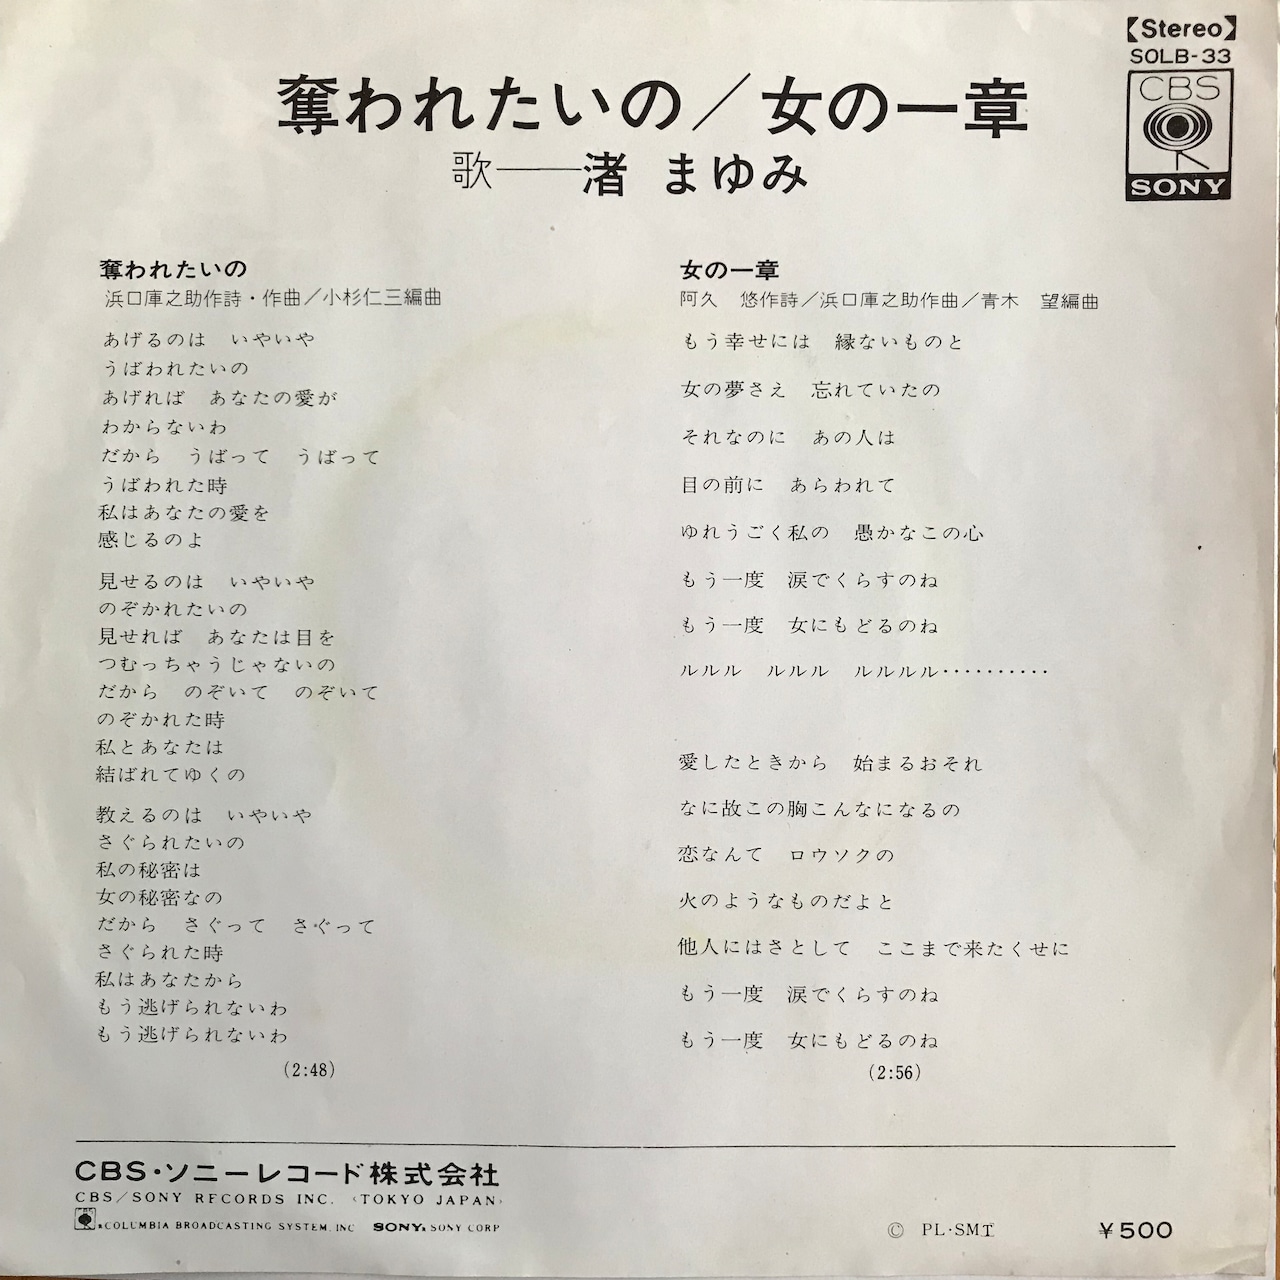 【Stereo】
SOLB-33
CBS
SONY
奪われたいの／女の一章
歌――渚 まゆみ
奪われたいの
浜口庫之助作詩・作曲／小杉仁三編曲
あげるのは　いやいや
うばわれたいの
あげれば　あなたの愛が
わからないわ
だから　うばって　うばって
うばわれた時
私はあなたの愛を
感じるのよ
見せるのは　いやいや
のぞかれたいの
見せれば　あなたは目を
つむっちゃうじゃないの
だから　のぞいて　のぞいて
のぞかれた時
私とあなたは
結ばれてゆくの
教えるのは　いやいや
さぐられたいの
私の秘密は
女の秘密なの
だから　さぐって　さぐって
さぐられた時
私はあなたから
もう逃げられないわ
もう逃げられないわ
(2:48)
女の一章
阿久　悠作詩／浜口庫之助作曲／青木　望編曲
もう幸せには　縁ないものと
女の夢さえ　忘れていたの
それなのに　あの人は
目の前に　あらわれて
ゆれうごく私の　愚かなこの心
もう一度　涙でくらすのね
もう一度　女にもどるのね
ルルル　ルルル　ルルルル‥‥‥‥‥
愛したときから　始まるおそれ
なに故この胸こんなになるの
恋なんて　ロウソクの
火のようなものだよと
他人にはさとして　ここまで来たくせに
もう一度　涙でくらすのね
もう一度　女にもどるのね
(2:56)
CBS・ソニーレコード株式会社
CBS／SONY RECORDS INC. 〈TOKYO JAPAN〉
COLUMBIA BROADCASTING SYSTEM, INC SONY SONY CORP
Ⓒ PL・SMI
¥500